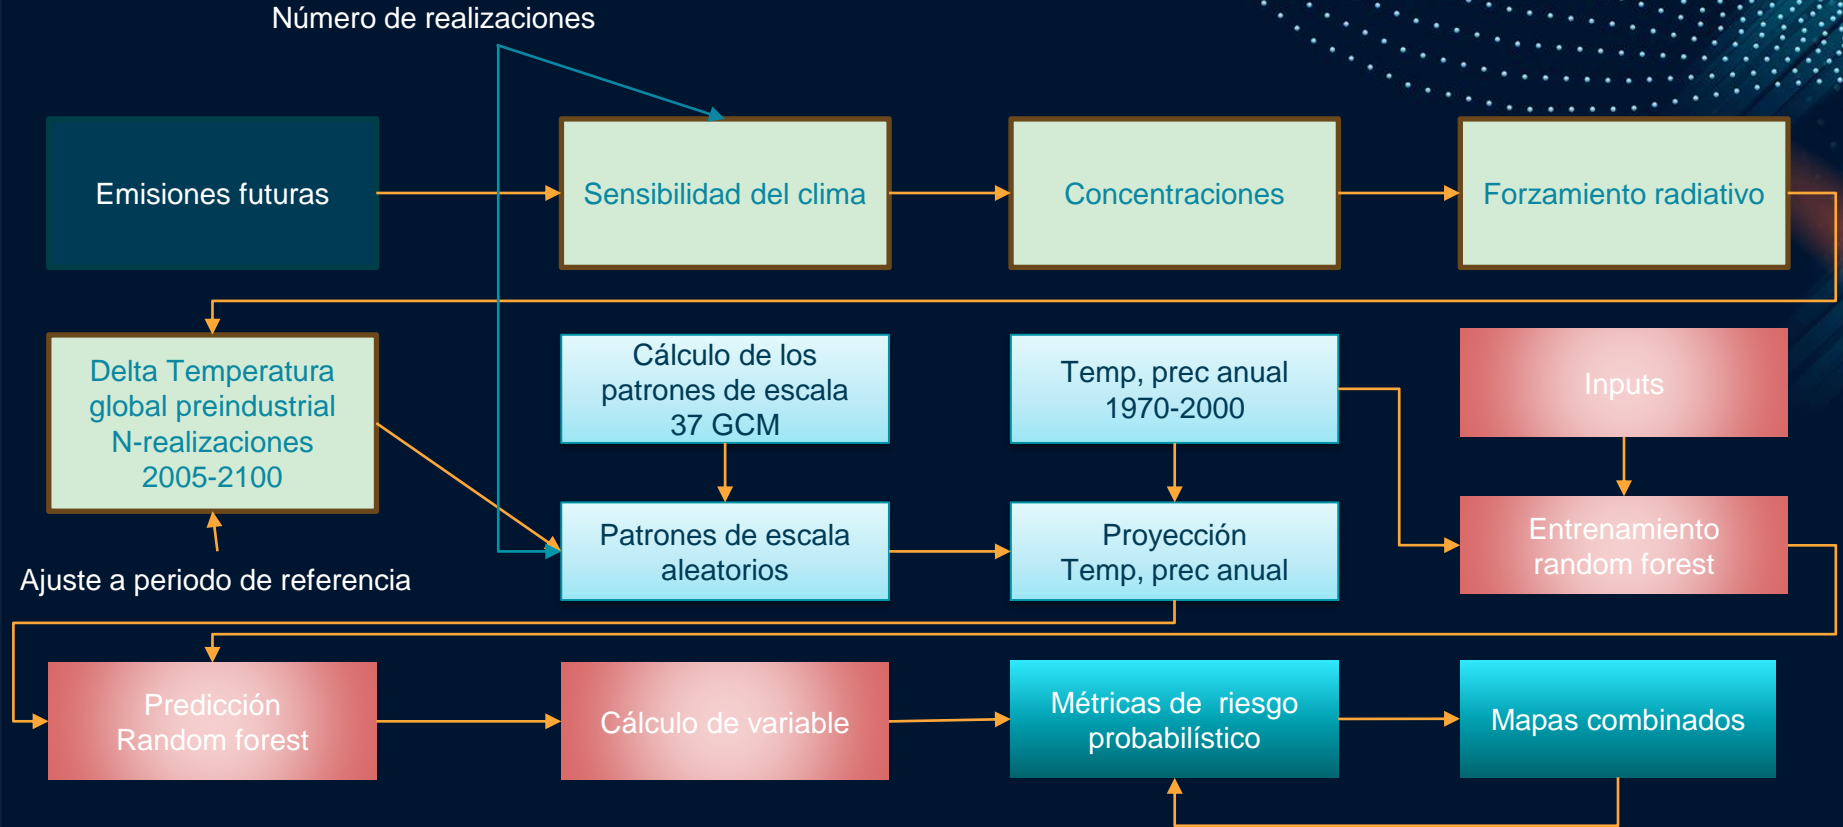 Número de realizaciones
Emisiones futuras
Sensibilidad del clima
Concentraciones
Forzamiento radiativo
Delta Temperatura
global preindustrial
N-realizaciones
2005-2100
Cálculo de los
patrones de escala
37 GCM
Temp, prec anual
1970-2000
Inputs
Patrones de escala
aleatorios
Proyección
Temp, prec anual
Entrenamiento
random forest
Ajuste a periodo de referencia
Predicción
Random forest
Cálculo de variable
Métricas de riesgo
probabilístico
Mapas combinados